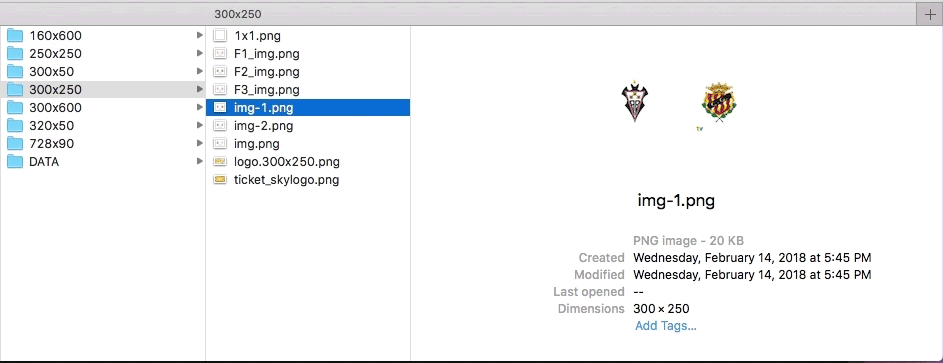 300x250
160x600
250x250
300x50
300x250
300x600
320x50
728x90
DATA
1x1.png
F1_img.png
F2_img.png
F3_img.png
img-1.png
img-2.png
img.png
logo.300x250.png
ticket_skylogo.png
img-1.png
PNG image - 20 KB
Created Wednesday, February 14, 2018 at 5:45 PM
Modified Wednesday, February 14, 2018 at 5:45 PM
Last opened --
Dimensions 300 × 250
Add Tags...